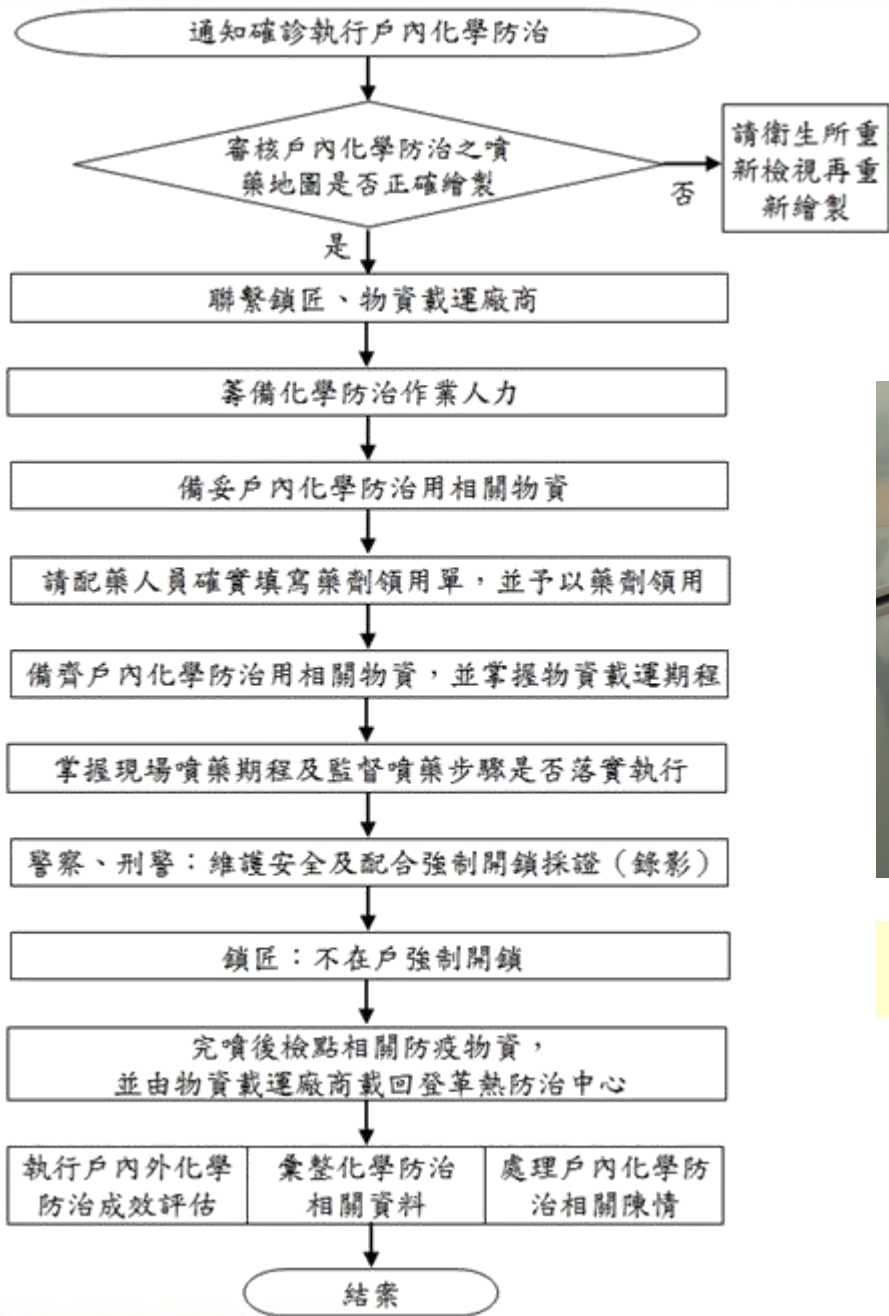 通知確診執行戶內化學防治
審核戶內化學防治之噴
藥地圖是否正確繪製
否
請衛生所重
新檢視再重
新繪製
是
聯繫鎖匠、物資載運廠商
籌備化學防治作業人力
備妥戶內化學防治用相關物資
請配藥人員確實填寫藥劑領用單，並予以藥劑領用
備齊戶內化學防治用相關物資，並掌握物資載運期程
掌握現場噴藥期程及監督噴藥步驟是否落實執行
警察、刑警：維護安全及配合強制開鎖採證（錄影）
鎖匠：不在戶強制開鎖
完噴後檢點相關防疫物資，
並由物資載運廠商載回登革熱防治中心
執行戶內外化學
防治成效評估
彙整化學防治
相關資料
處理戶內化學防
治相關陳情
結案